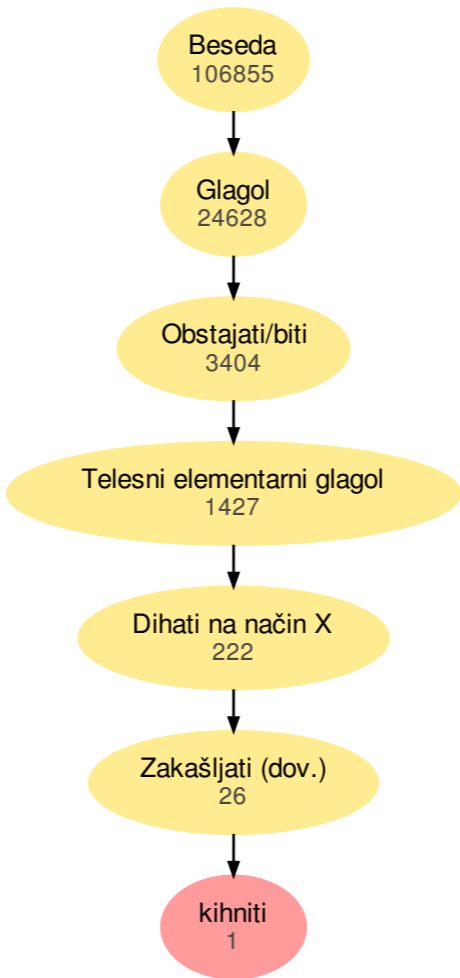 Beseda
106855
Glagol
24628
Obstajati/biti
3404
Telesni elementarni glagol
1427
Dihati na način X
222
Zakašljati (dov.)
26
kihniti
1